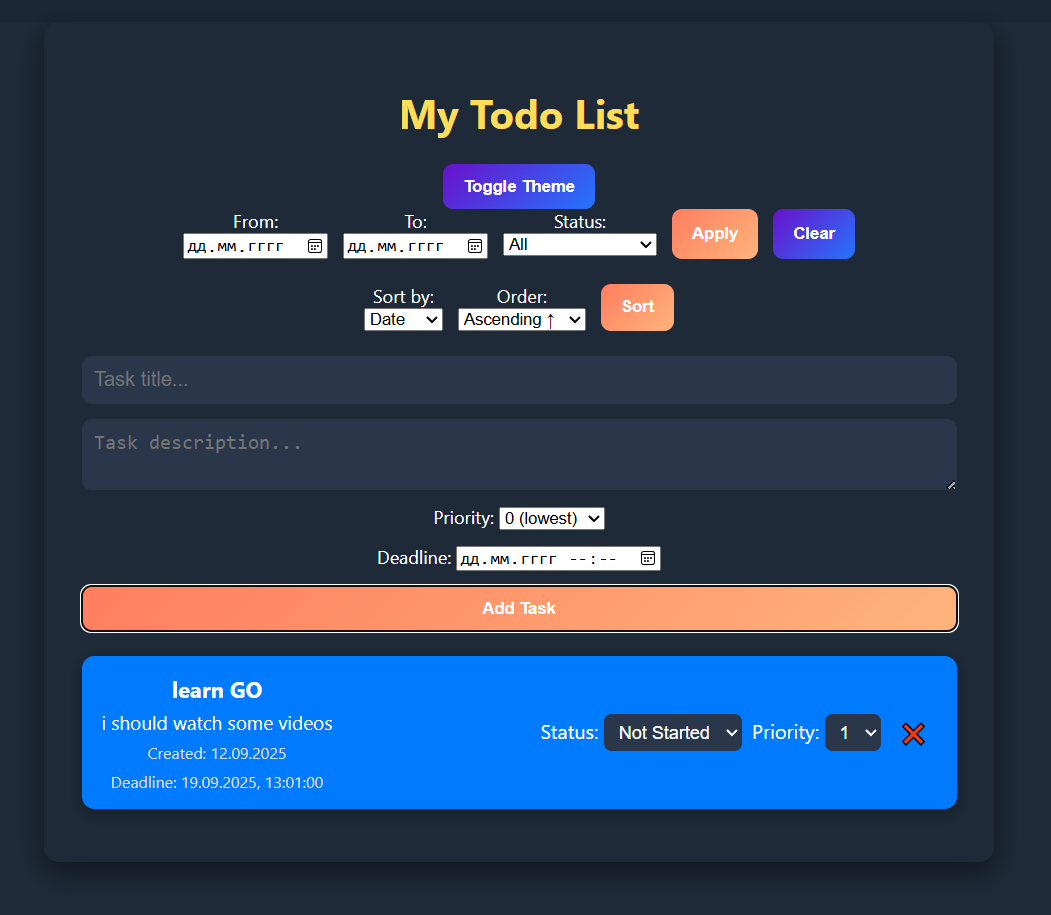 My Todo List
Toggle Theme
From: To: Status:
дд.мм.гггг дд.мм.гггг All Apply Clear
Sort by: Order:
Date Ascending ↑ Sort
Task title...
Task description...
Priority: 0 (lowest)
Deadline: дд.мм.гггг --:--
Add Task
learn GO
i should watch some videos
Status: Not Started Priority: 1
Created: 12.09.2025
Deadline: 19.09.2025, 13:01:00